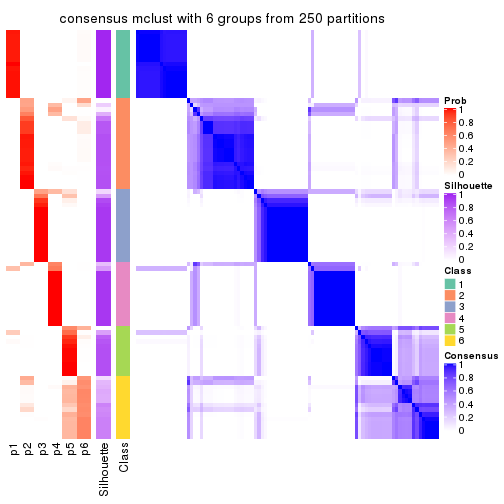 consensus mclust with 6 groups from 250 partitions
Prob
1
0.8
0.6
0.4
0.2
0
Silhouette
1
0.8
0.6
0.4
0.2
0
Class
1
2
3
4
5
6
Consensus
1
0.8
0.6
0.4
0.2
0
p1
p2
p3
p4
p5
p6
Silhouette
Class